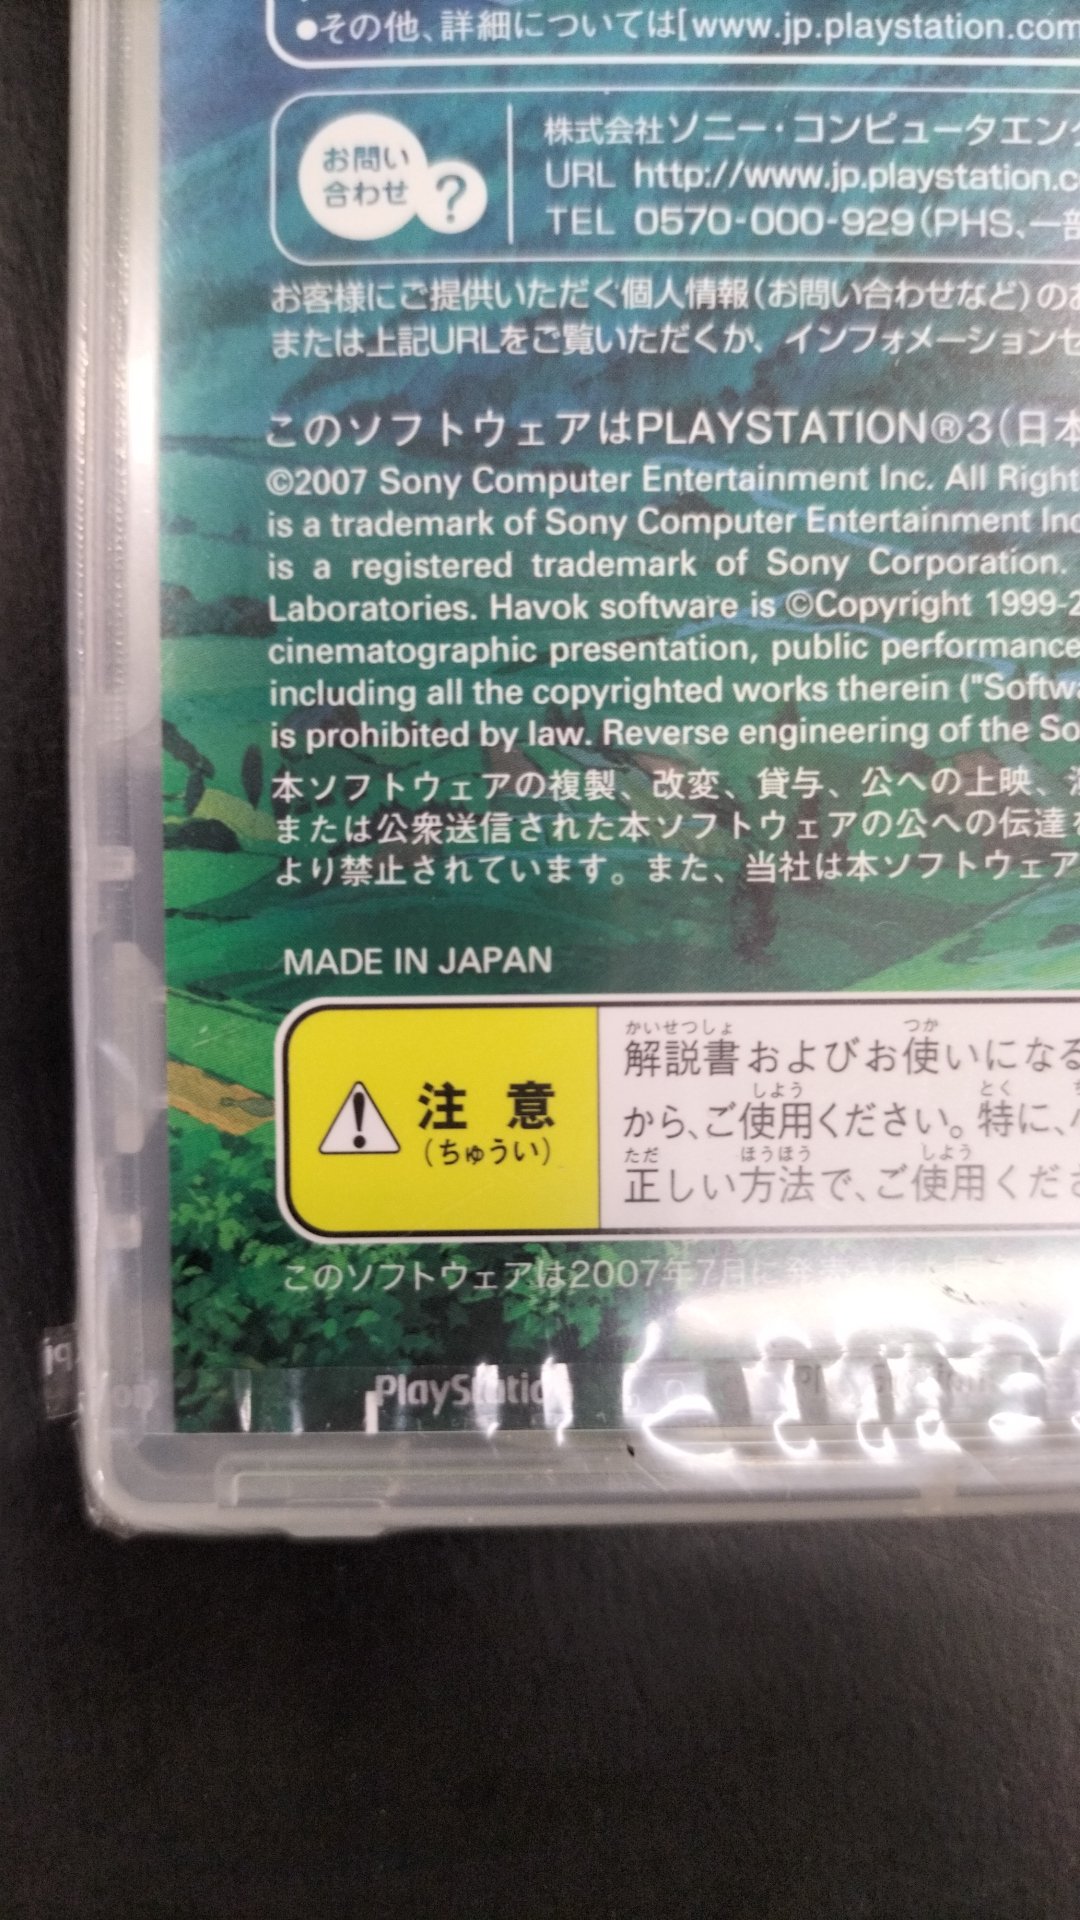 ●その他、詳細については[www.jp.playstation.com
お問い
合わせ
?
株式会社ソニー・コンピュータエンタ
URL http://www.jp.playstation.c
TEL 0570-000-929(PHS、一部
お客様にご提供いただく個人情報(お問い合わせなど)のお
または上記URLをご覧いただくか、インフォメーションセ
このソフトウェアはPLAYSTATION®3(日本
©2007 Sony Computer Entertainment Inc. All Right
is a trademark of Sony Computer Entertainment Inc
is a registered trademark of Sony Corporation.
Laboratories. Havok software is ©Copyright 1999-2
cinematographic presentation, public performance
including all the copyrighted works therein ("Softwa
is prohibited by law. Reverse engineering of the So
本ソフトウェアの複製、改変、貸与、公への上映、
または公衆送信された本ソフトウェアの公への伝達を
より禁止されています。また、当社は本ソフトウェア
MADE IN JAPAN
注意
(ちゅうい)
かいせつしょ つか
解説書およびお使いになる
しよう とく
から、ご使用ください。特に、
ただ ほうほう しよう
正しい方法で、ご使用くださ
このソフトウェアは2007年7月に発表され
PlayStatio